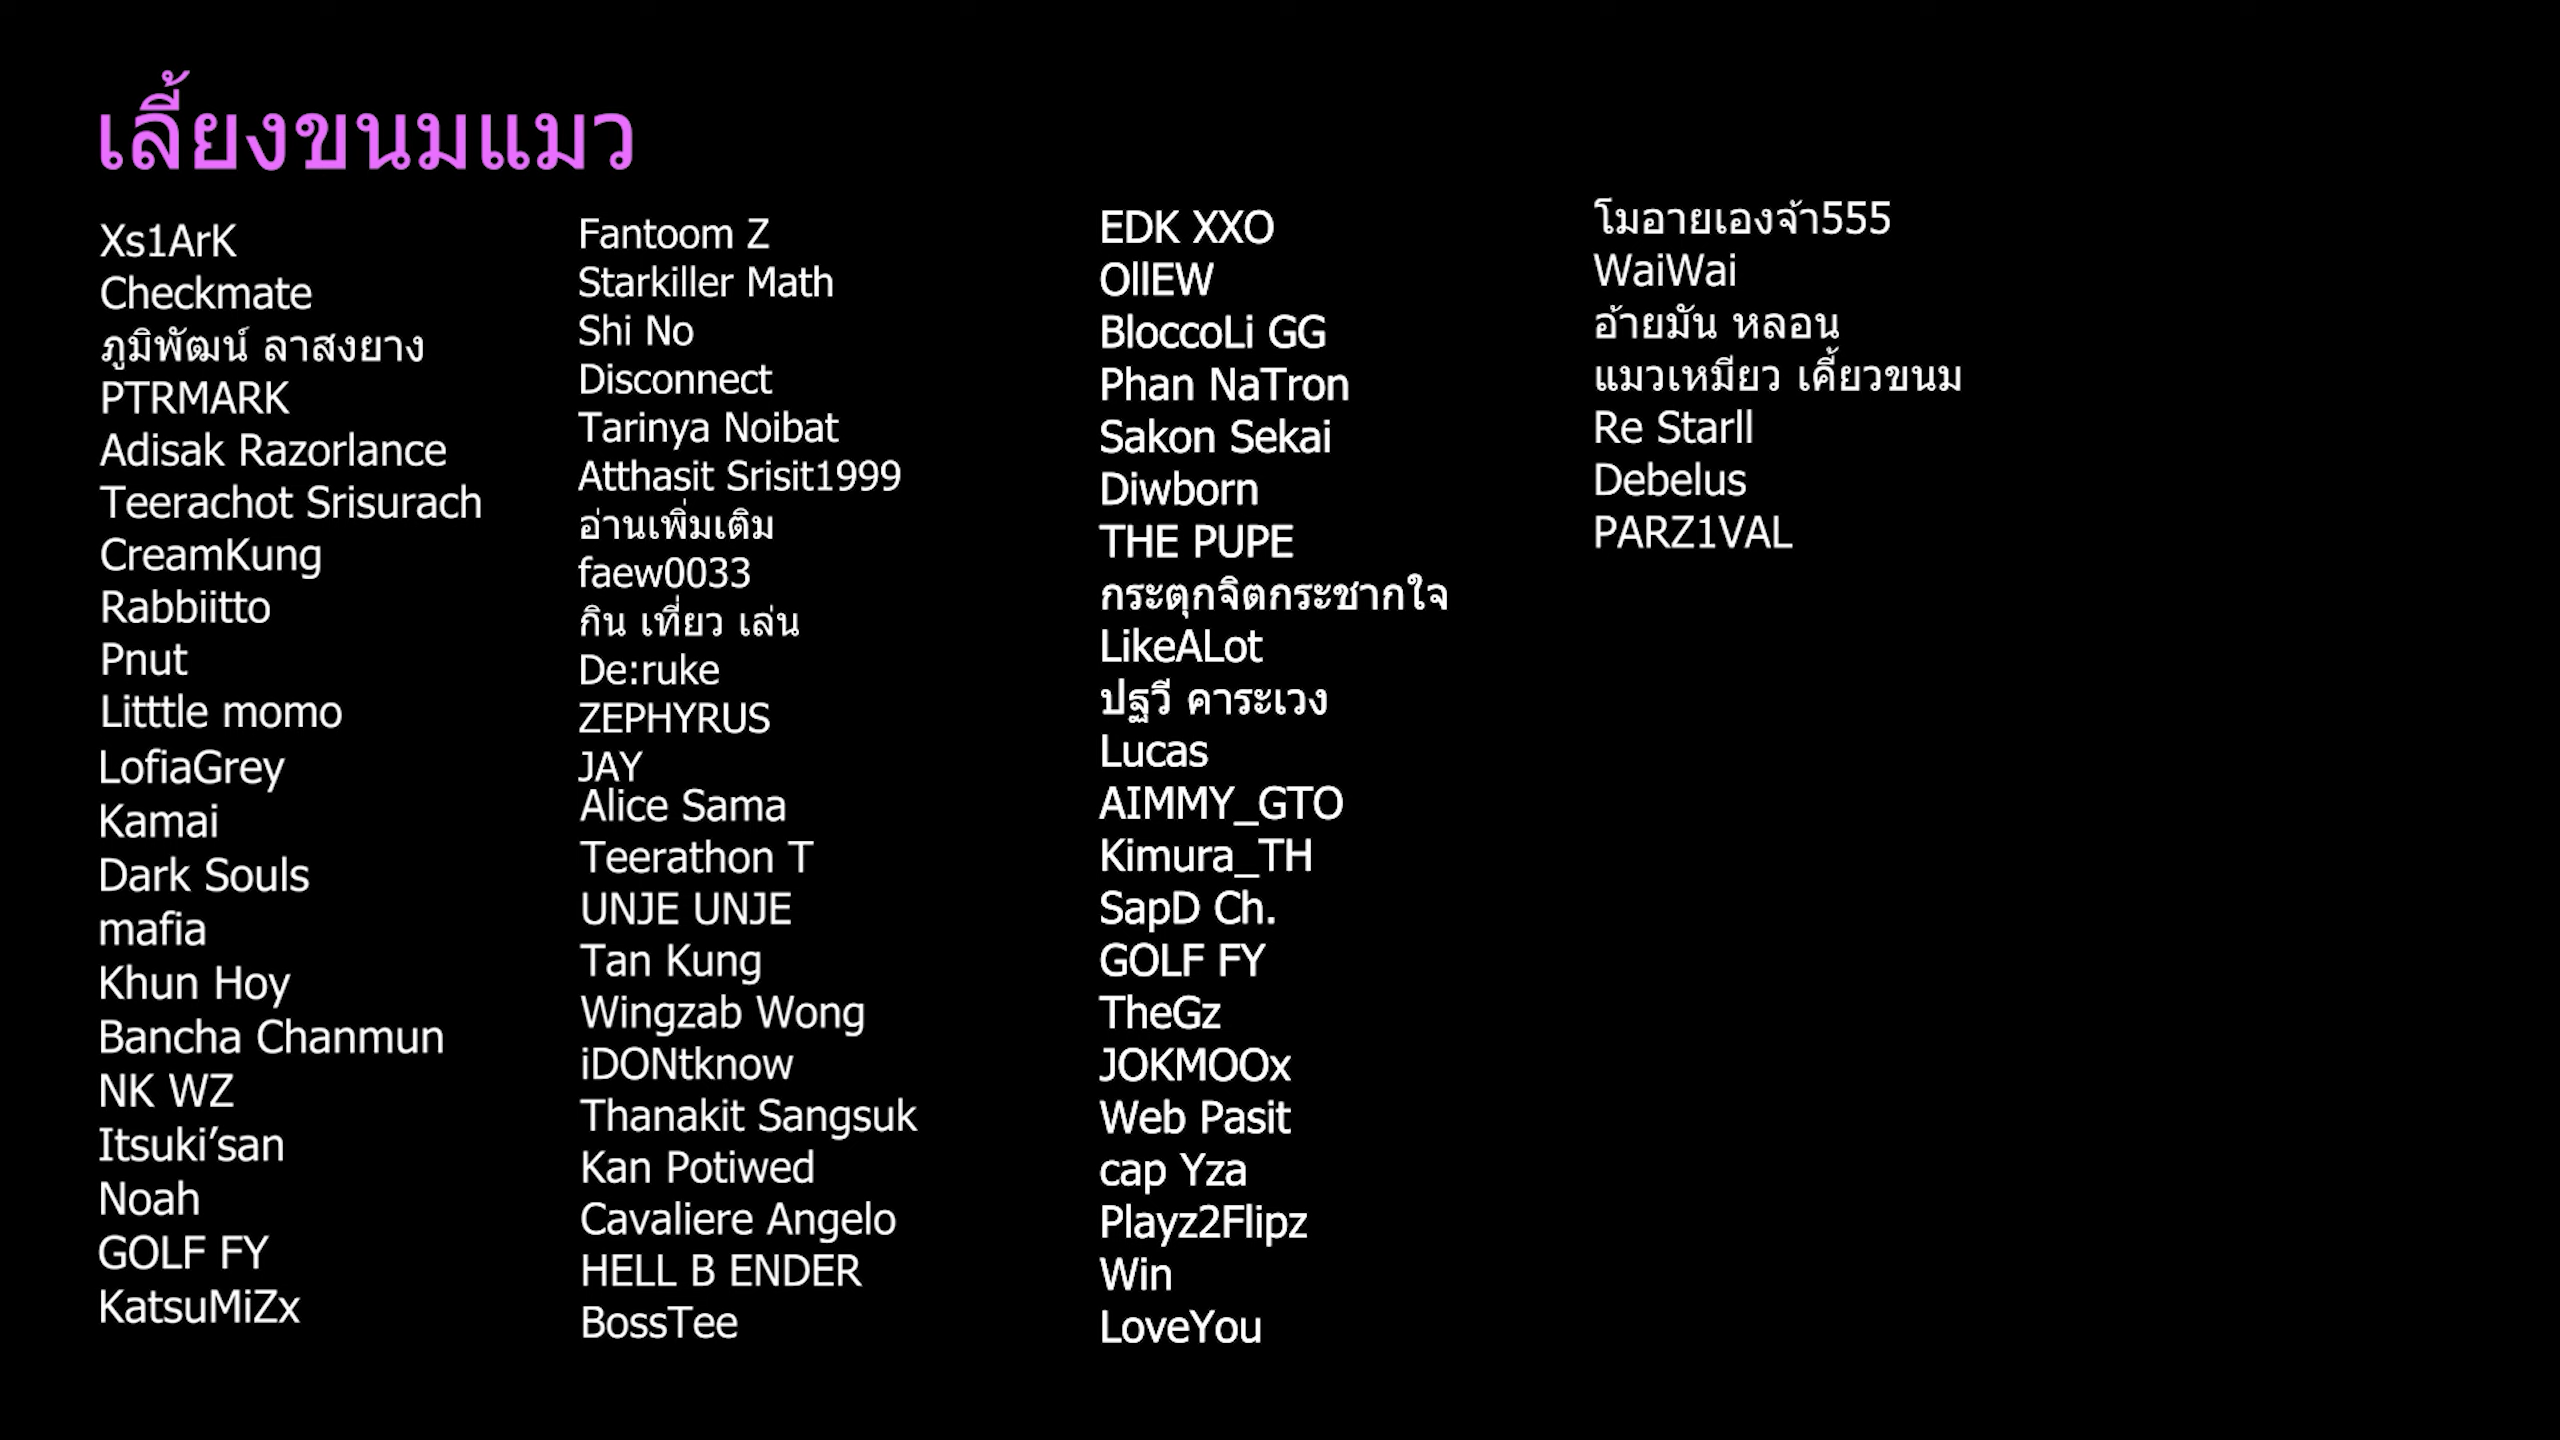 เลี้ยงขนมแมว
Xs1ArK
Checkmate
ภูมิพัฒน์ ลาสงยาง
PTRMARK
Adisak Razorlance
Teerachot Srisurach
CreamKung
Rabbiitto
Pnut
Litttle momo
LofiaGrey
Kamai
Dark Souls
mafia
Khun Hoy
Bancha Chanmun
NK WZ
Itsuki’san
Noah
GOLF FY
KatsuMiZx
Fantoom Z
Starkiller Math
Shi No
Disconnect
Tarinya Noibat
Atthasit Srisit1999
อ่านเพิ่มเติม
faew0033
กิน เที่ยว เล่น
De:ruke
ZEPHYRUS
JAY
Alice Sama
Teerathon T
UNJE UNJE
Tan Kung
Wingzab Wong
iDONtknow
Thanakit Sangsuk
Kan Potiwed
Cavaliere Angelo
HELL B ENDER
BossTee
EDK XXO
OllEW
BloccoLi GG
Phan NaTron
Sakon Sekai
Diwborn
THE PUPE
กระตุกจิตกระชากใจ
LikeALot
ปฐวี คาระเวง
Lucas
AIMMY_GTO
Kimura_TH
SapD Ch.
GOLF FY
TheGz
JOKMOOx
Web Pasit
cap Yza
Playz2Flipz
Win
LoveYou
โมอายเองจ้า555
WaiWai
อ้ายมัน หลอน
แมวเหมียว เคี้ยวขนม
Re Starll
Debelus
PARZ1VAL